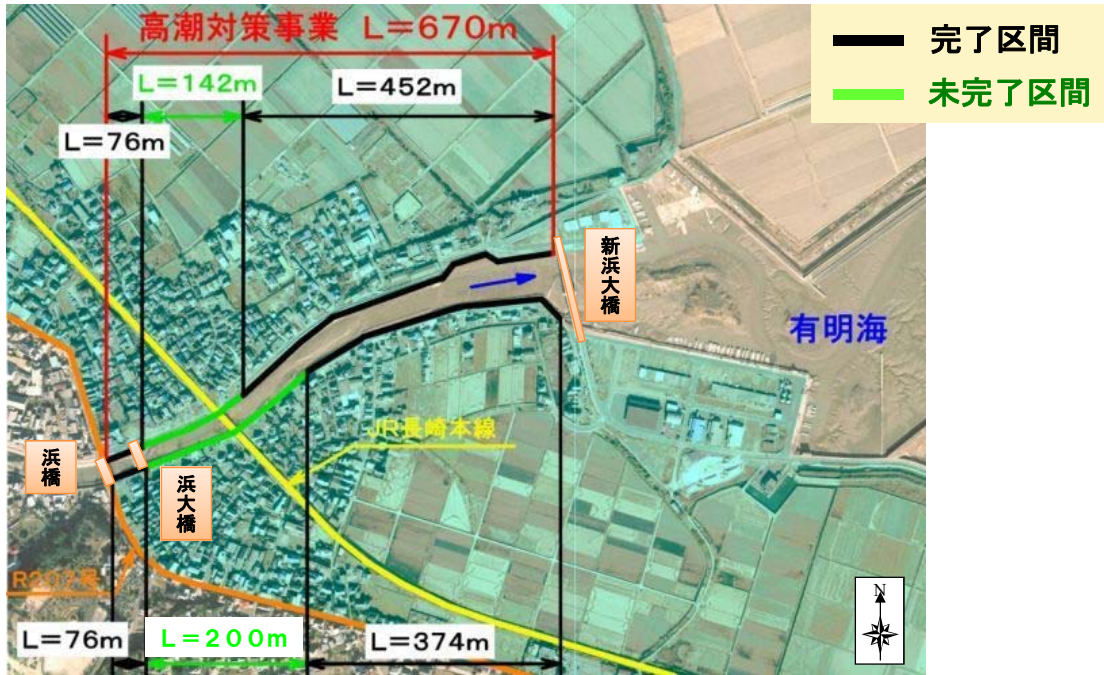 高潮対策事業 L=670m
L=142m
L=452m
L=76m
完了区間
未完了区間
新浜大橋
有明海
JR長崎本線
浜橋
浜大橋
R207号
N
L=76m
L=200m
L=374m